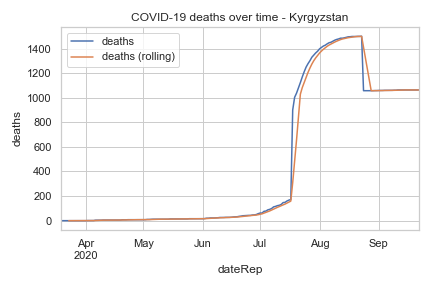 COVID-19 deaths over time - Kyrgyzstan
deaths
deaths (rolling)
1400
1200
1000
800
600
400
200
0
deaths
Apr
2020
May
Jun
Jul
Aug
Sep
dateRep